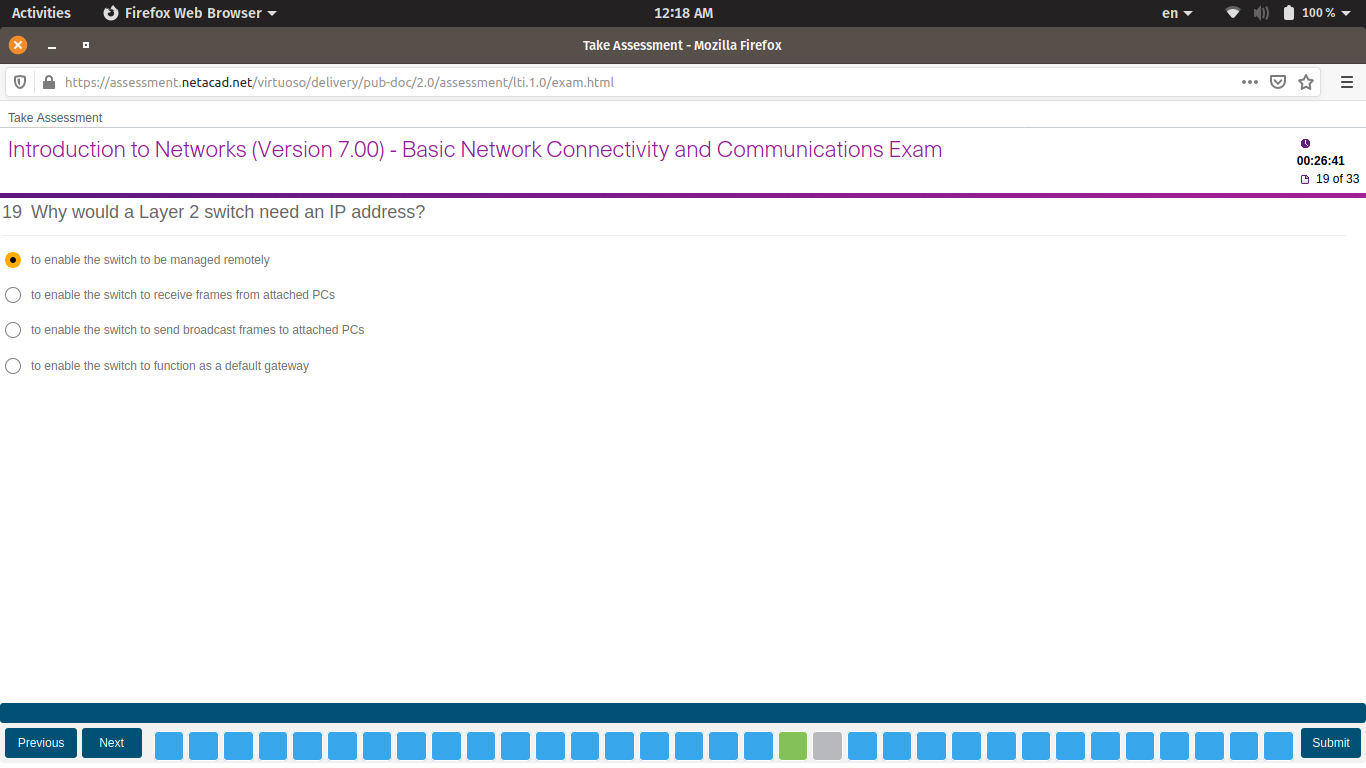 Activities Firefox Web Browser 12:18 AM en 100 %
Take Assessment - Mozilla Firefox
https://assessment.netacad.net/virtuoso/delivery/pub-doc/2.0/assessment/lti.1.0/exam.html
Take Assessment
Introduction to Networks (Version 7.00) - Basic Network Connectivity and Communications Exam
00:26:41
19 of 33
19 Why would a Layer 2 switch need an IP address?
to enable the switch to be managed remotely
to enable the switch to receive frames from attached PCs
to enable the switch to send broadcast frames to attached PCs
to enable the switch to function as a default gateway
Previous Next Submit